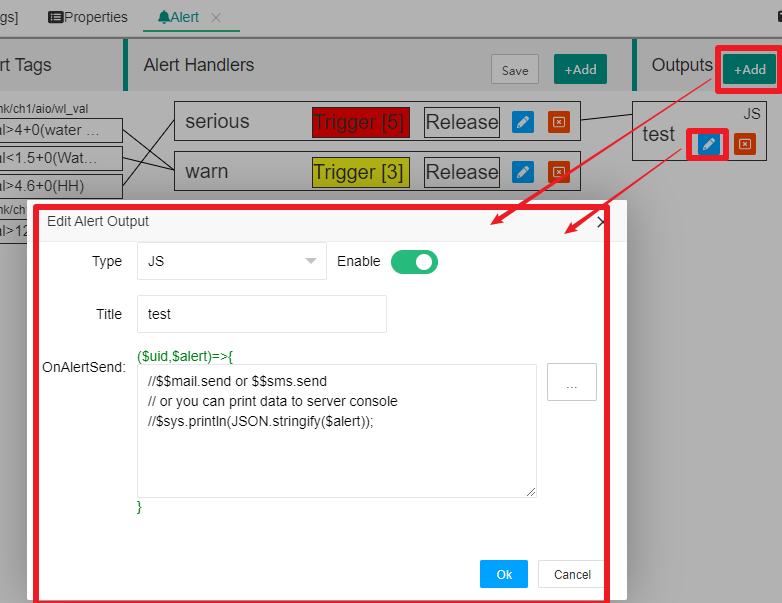 gs]
Properties
Alert
rt Tags
Alert Handlers
Save
+Add
Outputs
+Add
nk/ch1/aio/wl_val
al>4+0(water ...
al<1.5+0(Wat...
al>4.6+0(HH)
nk/ch
al>12
serious
Trigger [5]
Release
warn
Trigger [3]
Release
JS
test
Edit Alert Output
Type
JS
Enable
Title
test
OnAlertSend:
($uid,$alert)=>{
//$$mail.send or $$sms.send
// or you can print data to server console
//$sys.println(JSON.stringify($alert));
...
}
Ok
Cancel